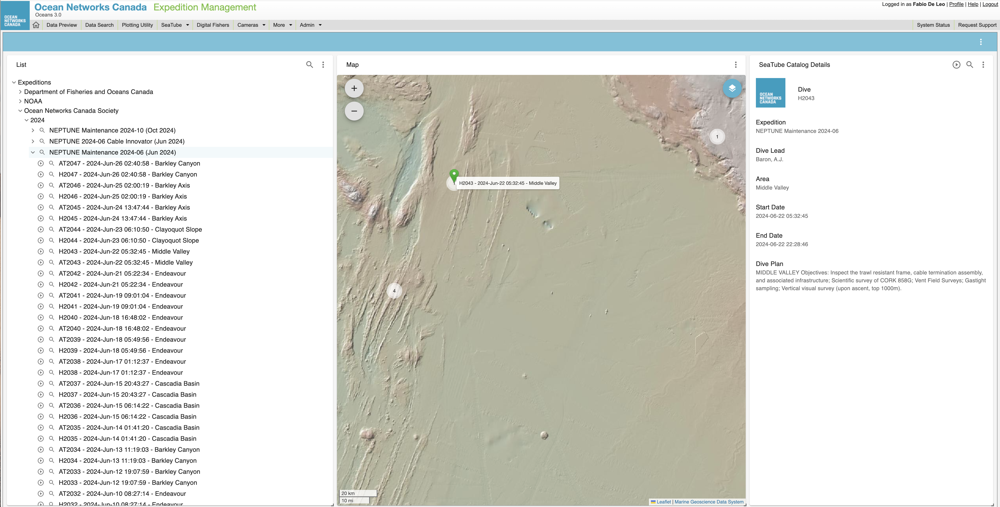 OCEAN
NETWORKS
CANADA
Ocean Networks Canada Expedition Management
Oceans 3.0
Logged in as Fabio De Leo | Profile | Help | Logout
Data Preview
Data Search
Plotting Utility
SeaTube
Digital Fishers
Cameras
More
Admin
System Status
Request Support
List
Expeditions
Department of Fisheries and Oceans Canada
NOAA
Ocean Networks Canada Society
2024
NEPTUNE Maintenance 2024-10 (Oct 2024)
NEPTUNE 2024-06 Cable Innovator (Jun 2024)
NEPTUNE Maintenance 2024-06 (Jun 2024)
AT2047 - 2024-Jun-26 02:40:58 - Barkley Canyon
H2047 - 2024-Jun-26 02:40:58 - Barkley Canyon
AT2046 - 2024-Jun-25 02:00:19 - Barkley Axis
H2046 - 2024-Jun-25 02:00:19 - Barkley Axis
AT2045 - 2024-Jun-24 13:47:44 - Barkley Axis
H2045 - 2024-Jun-24 13:47:44 - Barkley Axis
AT2044 - 2024-Jun-23 06:10:50 - Clayoquot Slope
H2044 - 2024-Jun-23 06:10:50 - Clayoquot Slope
H2043 - 2024-Jun-22 05:32:45 - Middle Valley
AT2043 - 2024-Jun-22 05:32:45 - Middle Valley
AT2042 - 2024-Jun-21 05:22:34 - Endeavour
H2042 - 2024-Jun-21 05:22:34 - Endeavour
AT2041 - 2024-Jun-19 09:01:04 - Endeavour
H2041 - 2024-Jun-19 09:01:04 - Endeavour
H2040 - 2024-Jun-18 16:48:02 - Endeavour
AT2040 - 2024-Jun-18 16:48:02 - Endeavour
AT2039 - 2024-Jun-18 05:49:56 - Endeavour
H2039 - 2024-Jun-18 05:49:56 - Endeavour
AT2038 - 2024-Jun-17 01:12:37 - Endeavour
H2038 - 2024-Jun-17 01:12:37 - Endeavour
AT2037 - 2024-Jun-15 20:43:27 - Cascadia Basin
H2037 - 2024-Jun-15 20:43:27 - Cascadia Basin
AT2036 - 2024-Jun-15 06:14:22 - Cascadia Basin
H2036 - 2024-Jun-15 06:14:22 - Cascadia Basin
AT2035 - 2024-Jun-14 01:41:20 - Cascadia Basin
H2035 - 2024-Jun-14 01:41:20 - Cascadia Basin
AT2034 - 2024-Jun-13 11:19:03 - Barkley Canyon
H2034 - 2024-Jun-13 11:19:03 - Barkley Canyon
AT2033 - 2024-Jun-12 19:07:59 - Barkley Canyon
H2033 - 2024-Jun-12 19:07:59 - Barkley Canyon
AT2032 - 2024-Jun-10 08:27:14 - Endeavour
H2032 - 2024-Jun-10 08:27:14 - Endeavour
Map
+
−
1
1
H2043 - 2024-Jun-22 05:32:45 - Middle Valley
4
20 km
10 mi
Leaflet | Marine Geoscience Data System
SeaTube Catalog Details
OCEAN
NETWORKS
CANADA
Dive
H2043
Expedition
NEPTUNE Maintenance 2024-06
Dive Lead
Baron, A.J.
Area
Middle Valley
Start Date
2024-06-22 05:32:45
End Date
2024-06-22 22:28:46
Dive Plan
MIDDLE VALLEY Objectives: Inspect the trawl resistant frame, cable termination assembly,
and associated infrastructure; Scientific survey of CORK 858G; Vent Field Surveys; Gastight
sampling; Vertical visual survey (upon ascent, top 1000m).